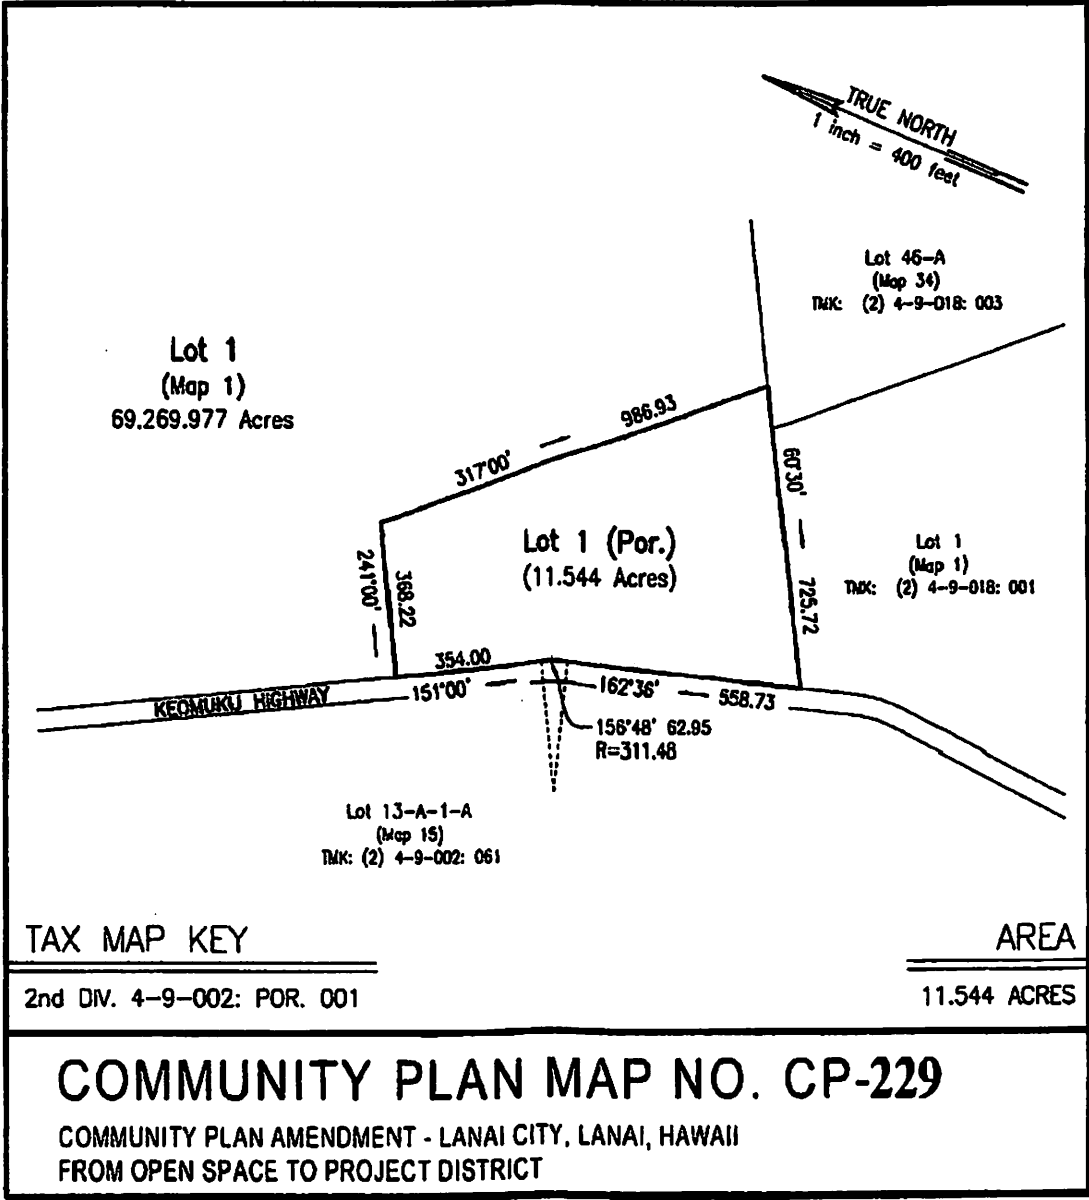 TRUE NORTH
1 inch = 400 feet
Lot 46-A
(Map 34)
TMK: (2) 4-9-018: 003
Lot 1
(Map 1)
69.269.977 Acres
986.93
317°00'
60°30'
725.72
Lot 1 (Por.)
(11.544 Acres)
Lot 1
(Map 1)
TMK: (2) 4-9-018: 001
241°00'
368.22
354.00
KEOMUKU HIGHWAY
151°00'
162°36'
558.73
156°48' 62.95
R=311.48
Lot 13-A-1-A
(Map 15)
TMK: (2) 4-9-002: 061
TAX MAP KEY
AREA
2nd DIV. 4-9-002: POR. 001
11.544 ACRES
COMMUNITY PLAN MAP NO. CP-229
COMMUNITY PLAN AMENDMENT - LANAI CITY, LANAI, HAWAII
FROM OPEN SPACE TO PROJECT DISTRICT